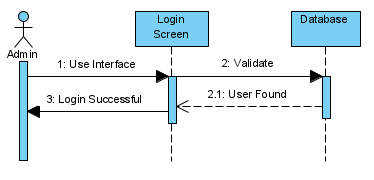 Login
Screen
Database
Admin
1: Use Interface
2: Validate
3: Login Successful
2.1: User Found